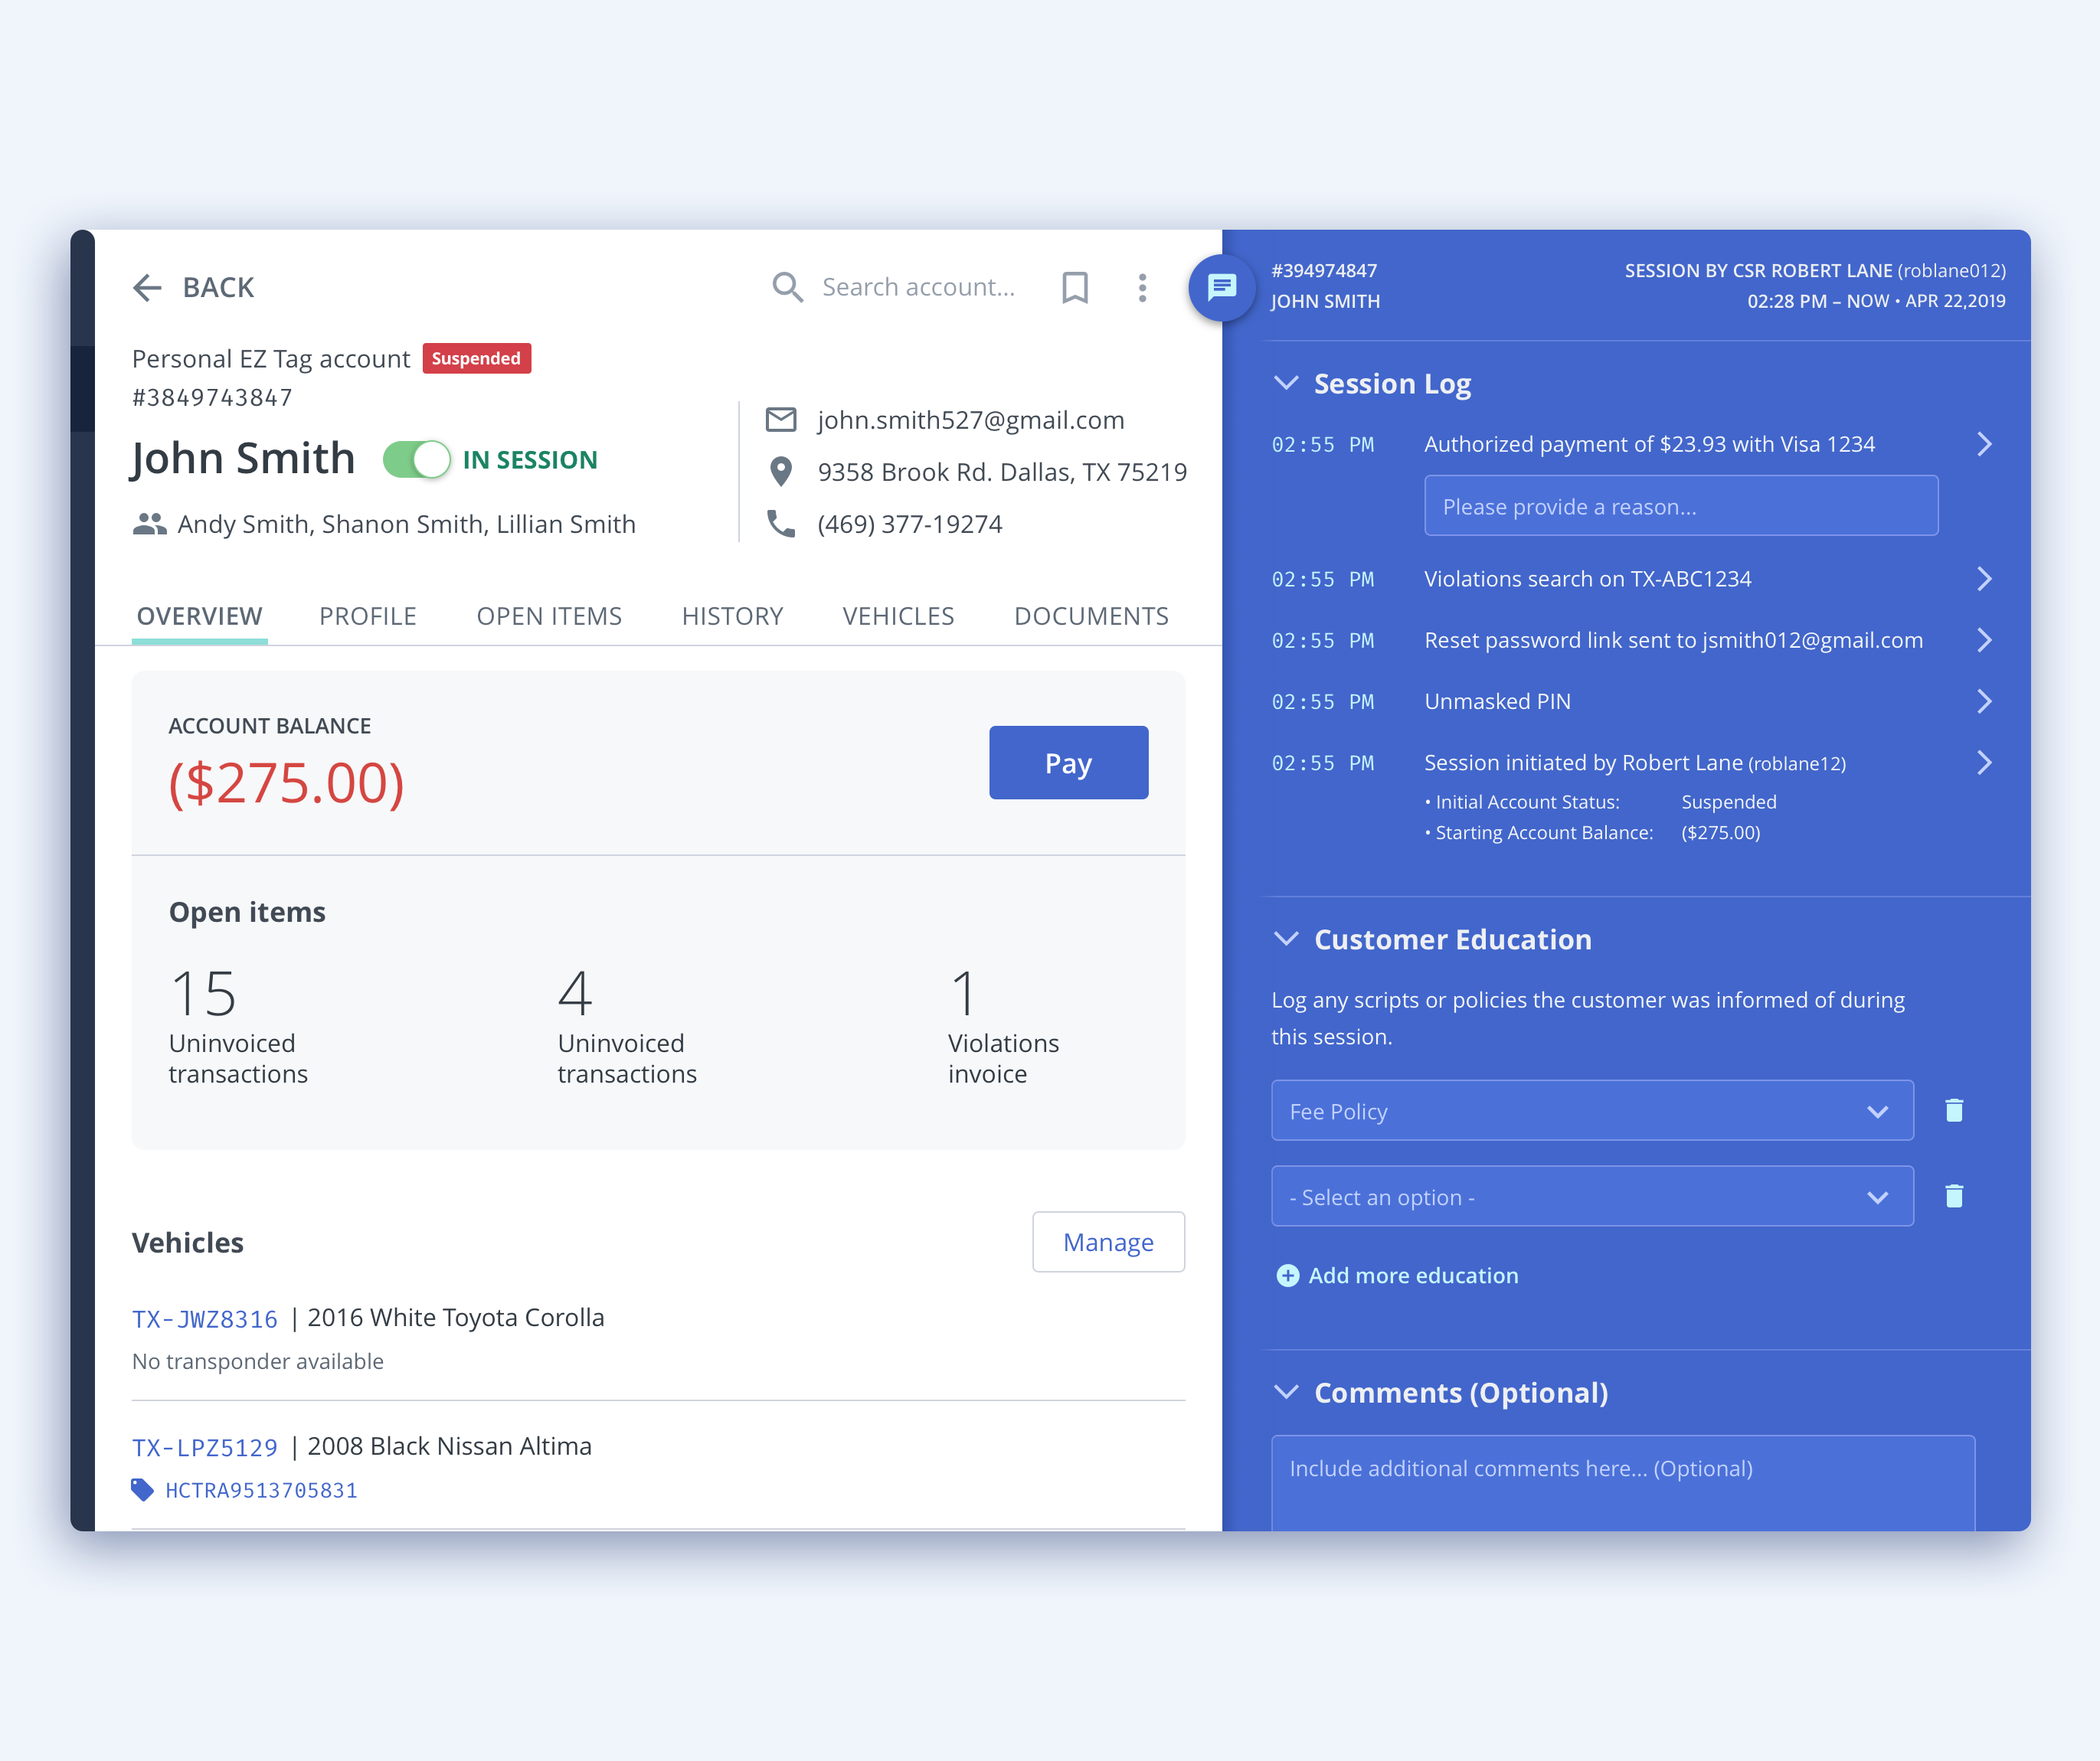 BACK
Search account...
Personal EZ Tag account Suspended
#3849743847
John Smith IN SESSION
Andy Smith, Shanon Smith, Lillian Smith
john.smith527@gmail.com
9358 Brook Rd. Dallas, TX 75219
(469) 377-19274
OVERVIEW PROFILE OPEN ITEMS HISTORY VEHICLES DOCUMENTS
ACCOUNT BALANCE
($275.00)
Pay
Open items
15
Uninvoiced
transactions
4
Uninvoiced
transactions
1
Violations
invoice
Vehicles
Manage
TX-JWZ8316 | 2016 White Toyota Corolla
No transponder available
TX-LPZ5129 | 2008 Black Nissan Altima
HCTRA9513705831
#394974847
JOHN SMITH
SESSION BY CSR ROBERT LANE (roblane012)
02:28 PM – NOW • APR 22,2019
Session Log
02:55 PM Authorized payment of $23.93 with Visa 1234
Please provide a reason...
02:55 PM Violations search on TX-ABC1234
02:55 PM Reset password link sent to jsmith012@gmail.com
02:55 PM Unmasked PIN
02:55 PM Session initiated by Robert Lane (roblane12)
• Initial Account Status: Suspended
• Starting Account Balance: ($275.00)
Customer Education
Log any scripts or policies the customer was informed of during
this session.
Fee Policy
- Select an option -
Add more education
Comments (Optional)
Include additional comments here... (Optional)